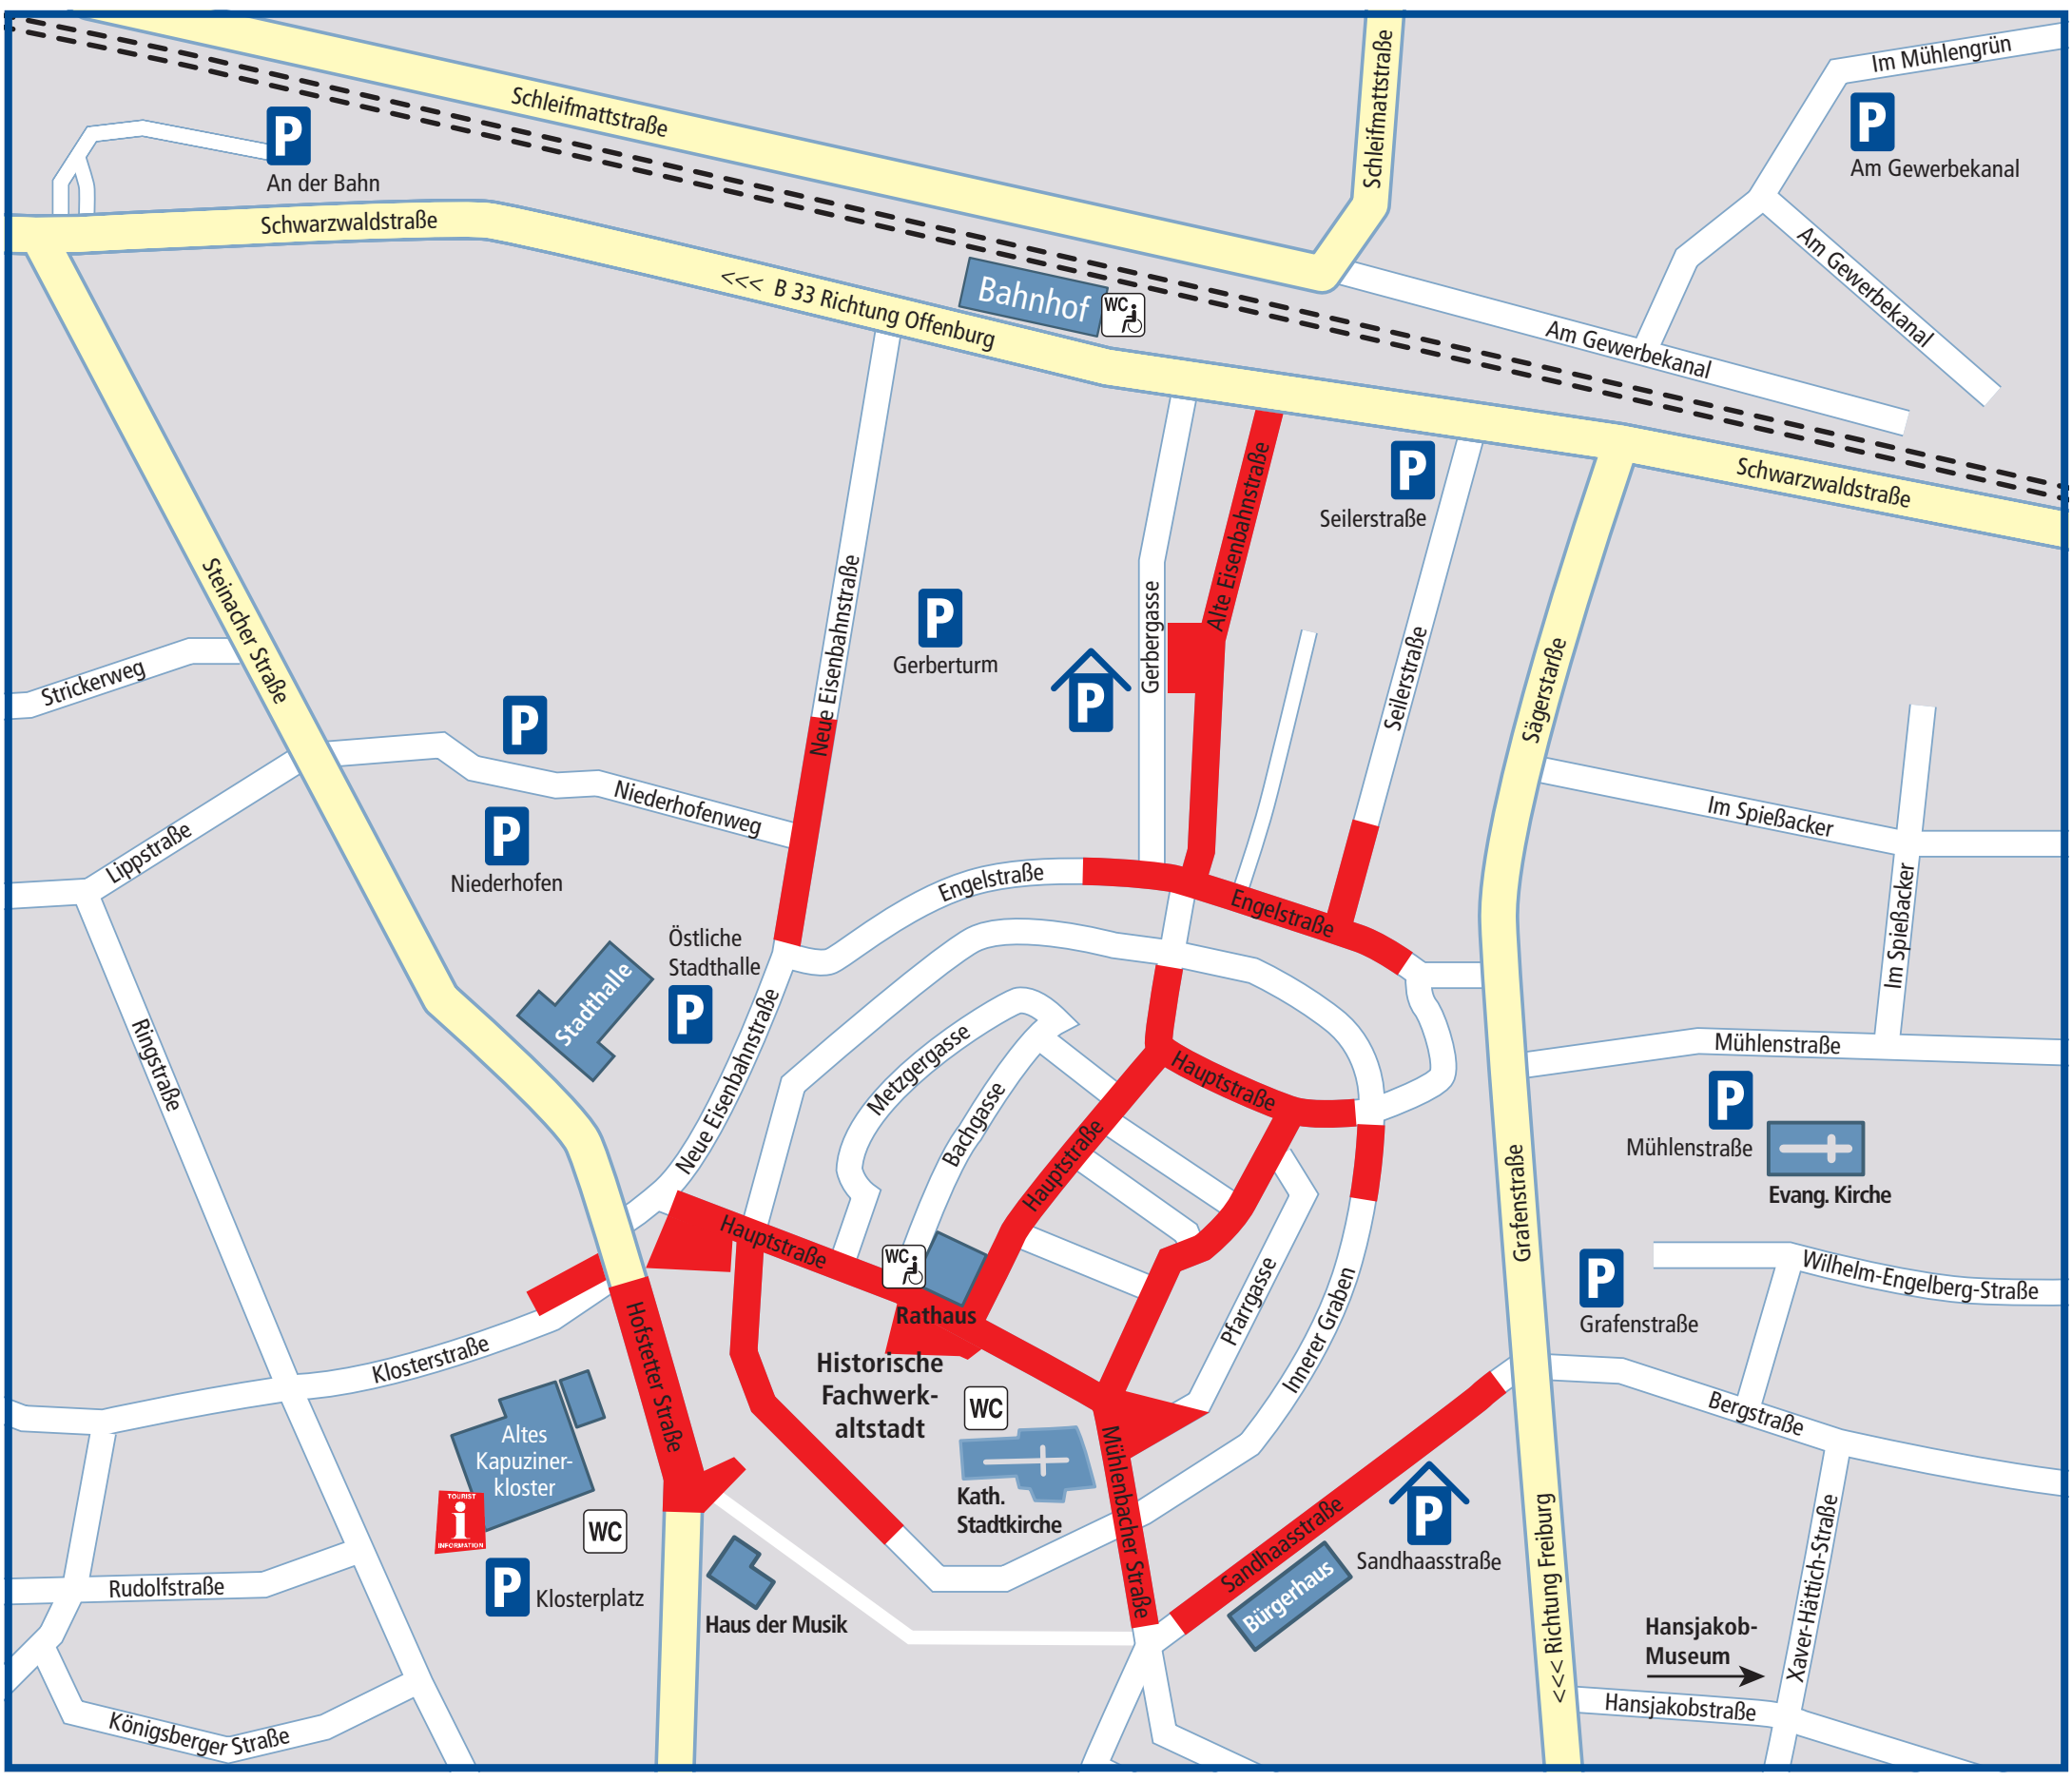 Schleifmattstraße
Schleifmattstraße
Im Mühlengrün
P
Am Gewerbekanal
P
An der Bahn
Schwarzwaldstraße
<<< B 33 Richtung Offenburg
Bahnhof
WC
Am Gewerbekanal
Am Gewerbekanal
Schwarzwaldstraße
Alte Eisenbahnstraße
P
Seilerstraße
Steinacher Straße
Strickerweg
Neue Eisenbahnstraße
P
Gerberturm
P
Gerbergasse
Seilerstraße
Sägerstarße
P
Niederhofenweg
Lippstraße
P
Niederhofen
Im Spießacker
Im Spießacker
Engelstraße
Engelstraße
Östliche
Stadthalle
P
Stadthalle
Ringstraße
Neue Eisenbahnstraße
Metzgergasse
Bachgasse
Hauptstraße
Hauptstraße
Mühlenstraße
P
Mühlenstraße
Evang. Kirche
Grafenstraße
Hauptstraße
WC
Rathaus
Pfarrgasse
Innerer Graben
P
Grafenstraße
Wilhelm-Engelberg-Straße
Klosterstraße
Hofstetter Straße
Historische
Fachwerk-
altstadt
WC
Bergstraße
Altes
Kapuziner-
kloster
TOURIST
i
INFORMATION
WC
P
Klosterplatz
Kath.
Stadtkirche
Mühlenbacher Straße
Sandhaasstraße
P
Sandhaasstraße
Bürgerhaus
Haus der Musik
Rudolfstraße
Königsberger Straße
<<< Richtung Freiburg
Hansjakob-
Museum
Xaver-Hättich-Straße
Hansjakobstraße